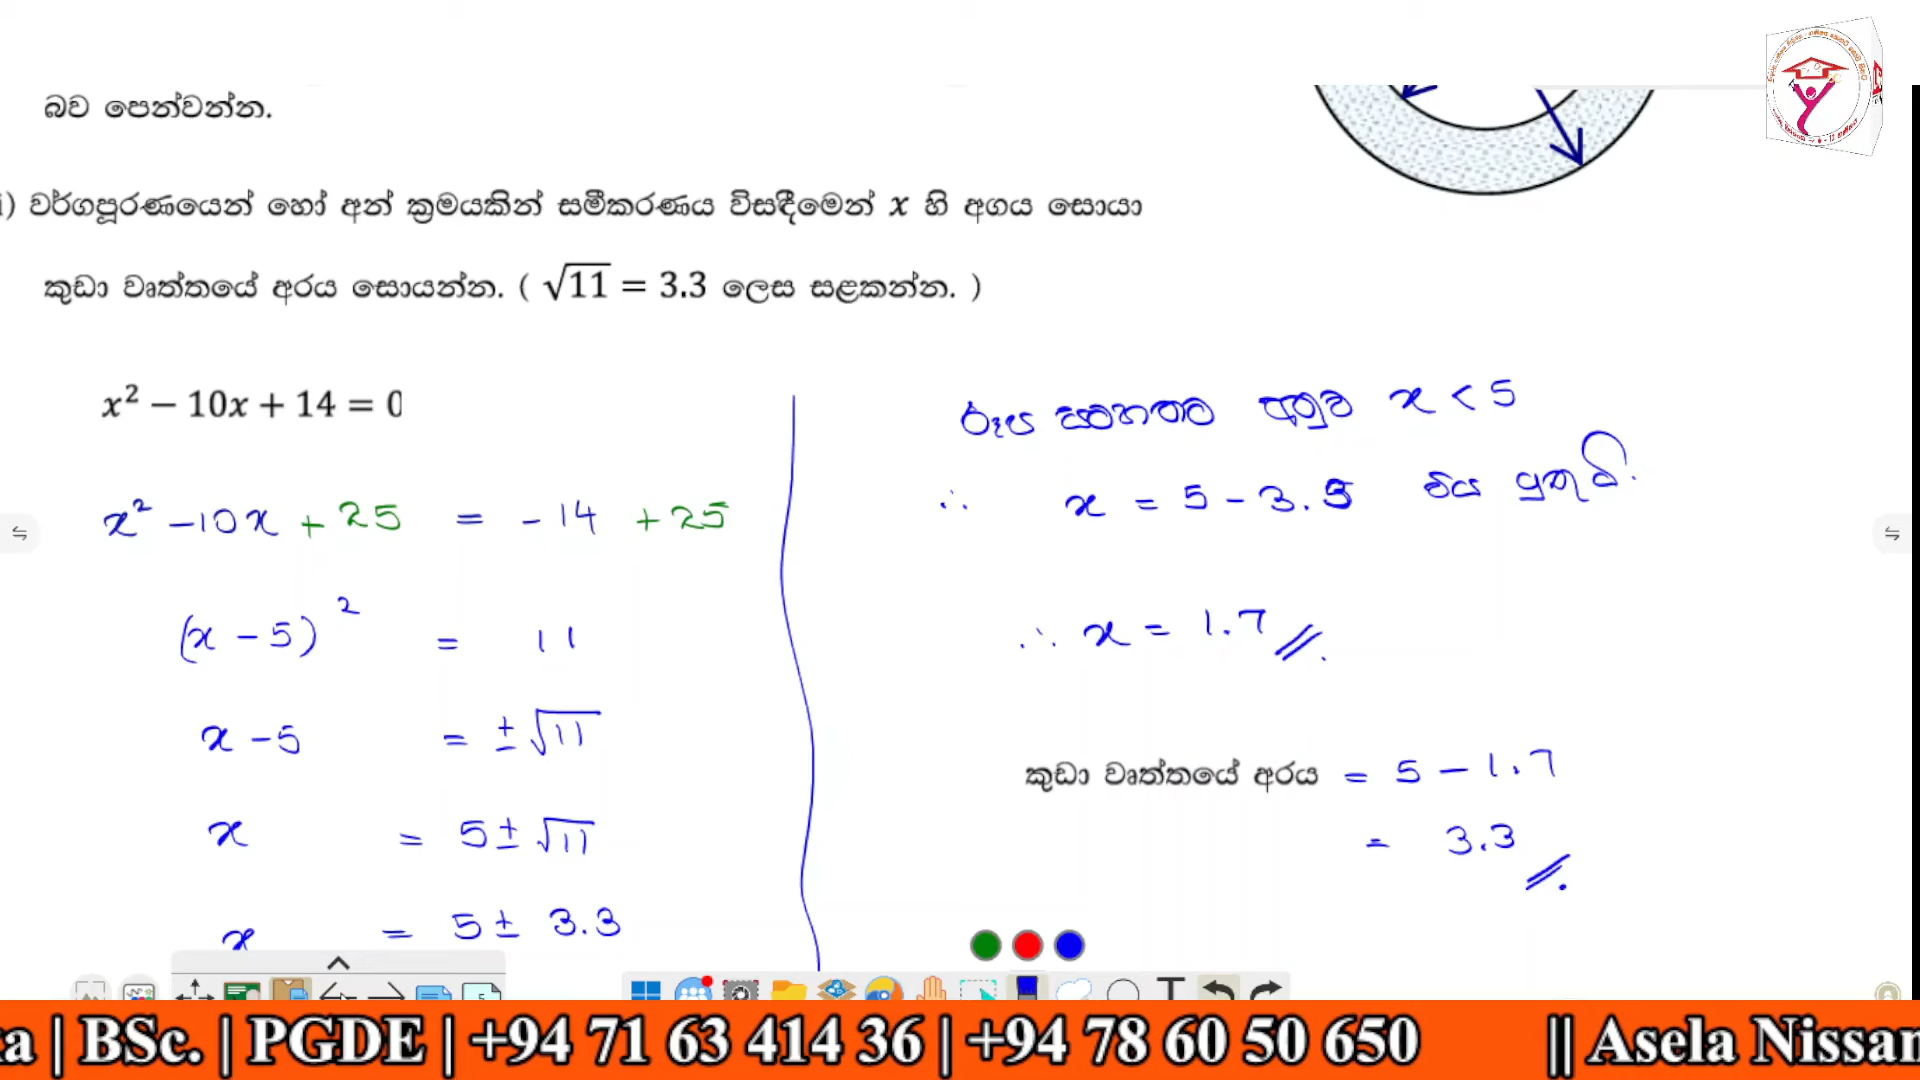 බව පෙන්වන්න.
i) වර්ගපූරණයෙන් හෝ අන් ක්‍රමයකින් සමීකරණය විසඳීමෙන් x හි අගය සොයා
කුඩා වෘත්තයේ අරය සොයන්න. ( √11 = 3.3 ලෙස සළකන්න. )
x² − 10x + 14 = 0
x² − 10x + 25 = − 14 + 25
(x − 5)² = 11
x − 5 = ± √11
x = 5 ± √11
x = 5 ± 3.3
රූප සටහනට අනුව x < 5
∴ x = 5 − 3.3 විය යුතුයි.
∴ x = 1.7 //.
කුඩා වෘත්තයේ අරය = 5 − 1.7
= 3.3 //.
ka | BSc. | PGDE | +94 71 63 414 36 | +94 78 60 50 650 || Asela Nissan